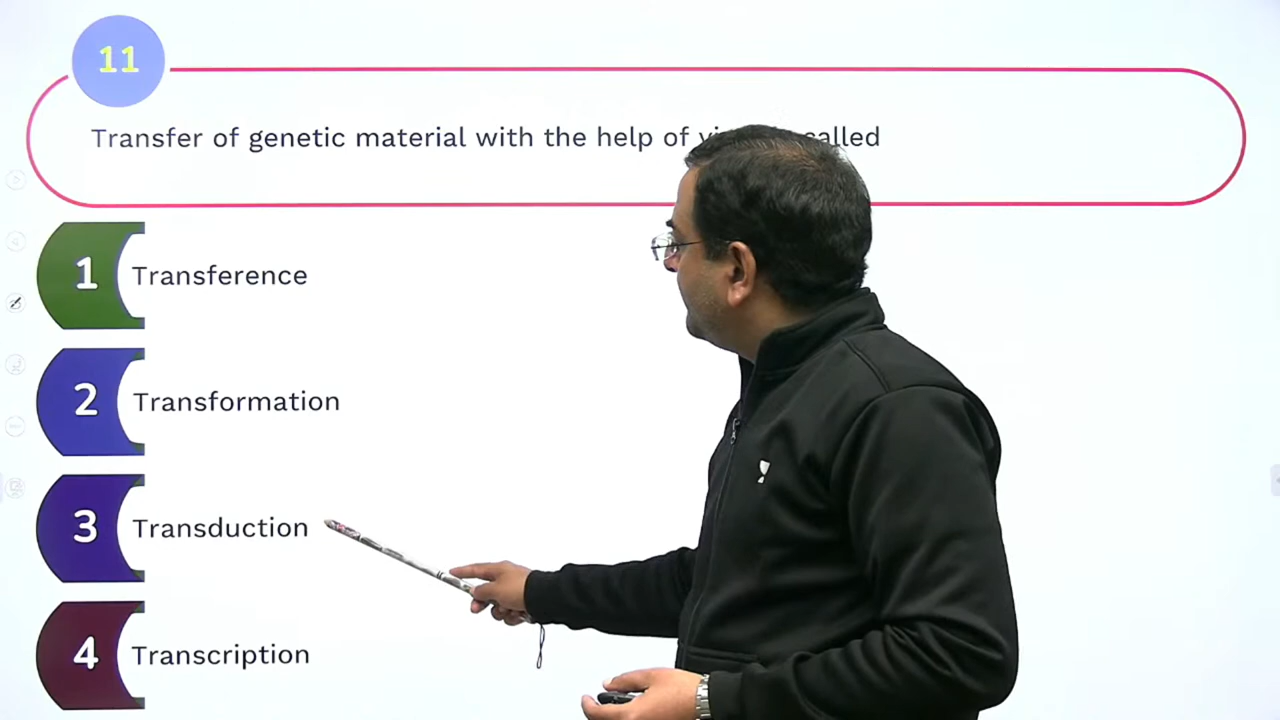 11
Transfer of genetic material with the help of called
1 Transference
2 Transformation
3 Transduction
4 Transcription